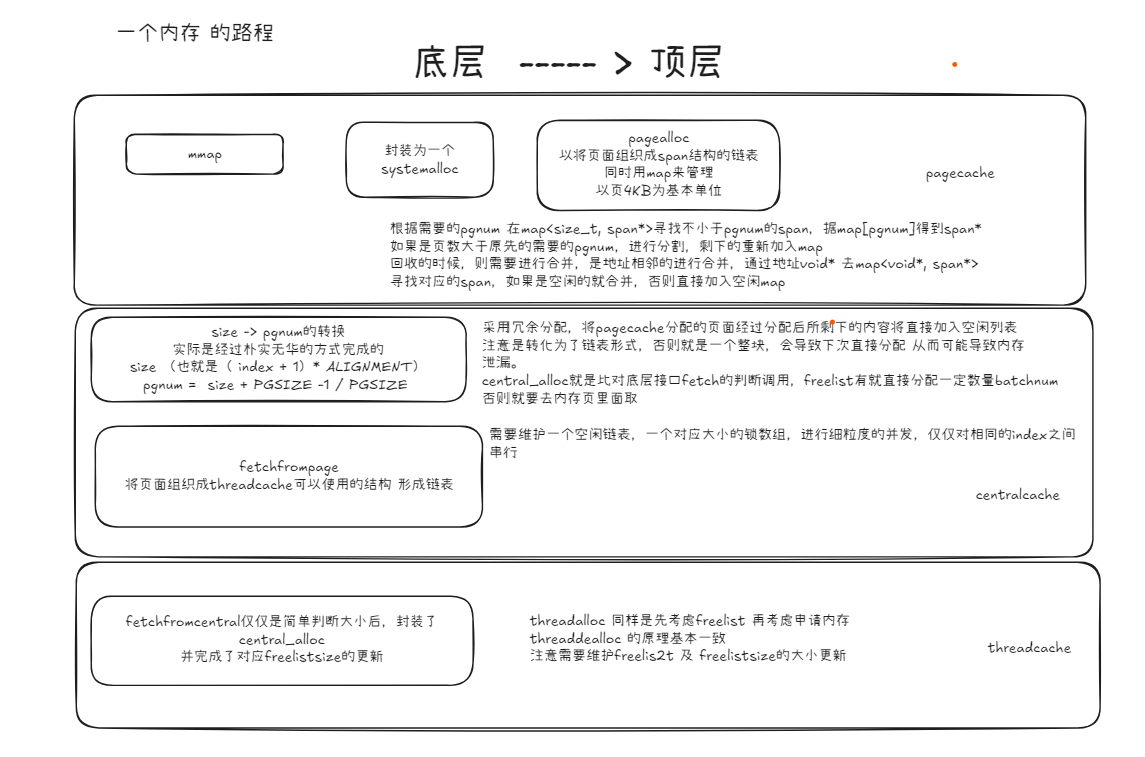 一个内存 的路程
底层 -----> 顶层
mmap
封装为一个
systemalloc
pagealloc
以将页面组织成span结构的链表
同时用map来管理
以页4KB为基本单位
pagecache
根据需要的pgnum 在map<size_t, span*>寻找不小于pgnum的span，据map[pgnum]得到span*
如果是页数大于原先的需要的pgnum，进行分割，剩下的重新加入map
回收的时候，则需要进行合并，是地址相邻的进行合并，通过地址void* 去map<void*, span*>
寻找对应的span，如果是空闲的就合并，否则直接加入空闲map
size -> pgnum的转换
实际是经过朴实无华的方式完成的
size （也就是（ index + 1）* ALIGNMENT）
pgnum = size + PGSIZE -1 / PGSIZE
采用冗余分配，将pagecache分配的页面经过分配后所剩下的内容将直接加入空闲列表
注意是转化为了链表形式，否则就是一个整块，会导致下次直接分配 从而可能导致内存
泄漏。
central_alloc就是比对底层接口fetch的判断调用，freelist有就直接分配一定数量batchnum
否则就要去内存页里面取
fetchfrompage
将页面组织成threadcache可以使用的结构 形成链表
需要维护一个空闲链表，一个对应大小的锁数组，进行细粒度的并发，仅仅对相同的index之间
串行
centralcache
fetchfromcentral仅仅是简单判断大小后，封装了
central_alloc
并完成了对应freelistsize的更新
threadalloc 同样是先考虑freelist 再考虑申请内存
threaddealloc 的原理基本一致
注意需要维护freelis2t 及 freelistsize的大小更新
threadcache